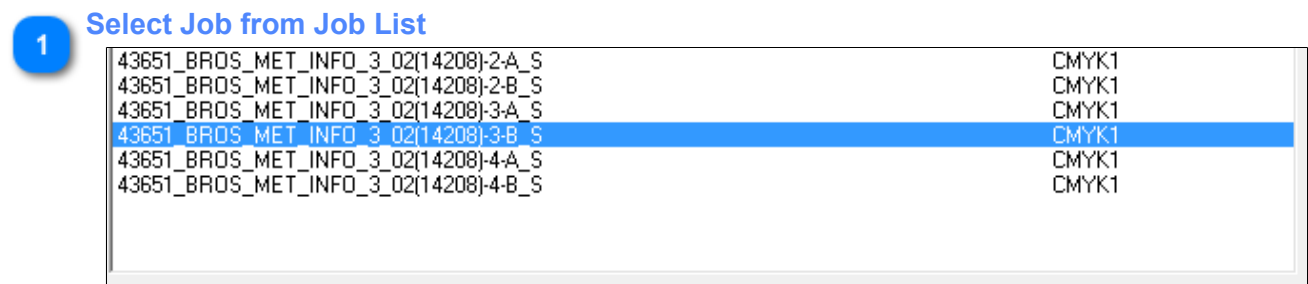 1
Select Job from Job List
43651_BROS_MET_INFO_3_02(14208)-2-A_S CMYK1
43651_BROS_MET_INFO_3_02(14208)-2-B_S CMYK1
43651_BROS_MET_INFO_3_02(14208)-3-A_S CMYK1
43651_BROS_MET_INFO_3_02(14208)-3-B_S CMYK1
43651_BROS_MET_INFO_3_02(14208)-4-A_S CMYK1
43651_BROS_MET_INFO_3_02(14208)-4-B_S CMYK1